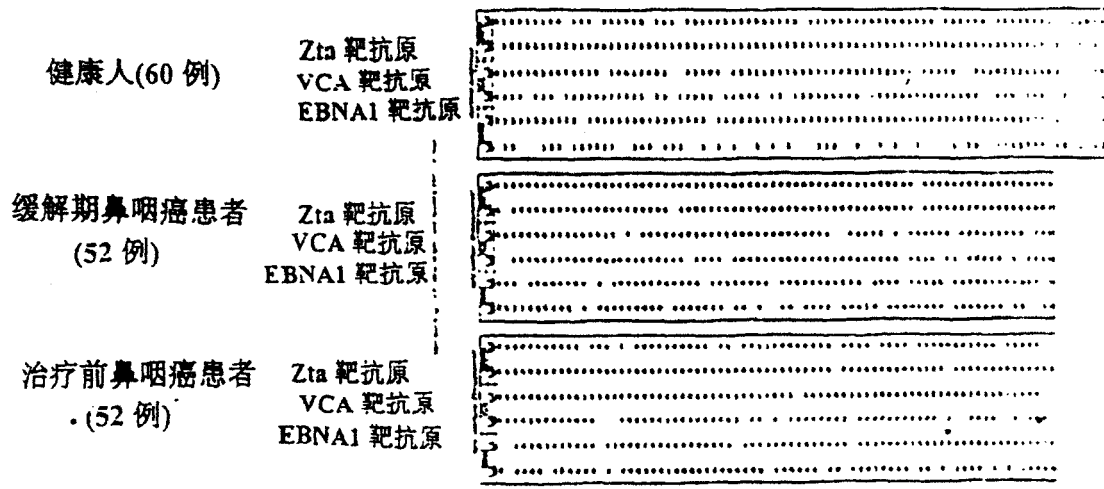 健康人(60 例)
Zta 靶抗原
VCA 靶抗原
EBNA1 靶抗原
缓解期鼻咽癌患者
(52 例)
Zta 靶抗原
VCA 靶抗原
EBNA1 靶抗原
治疗前鼻咽癌患者
(52 例)
Zta 靶抗原
VCA 靶抗原
EBNA1 靶抗原